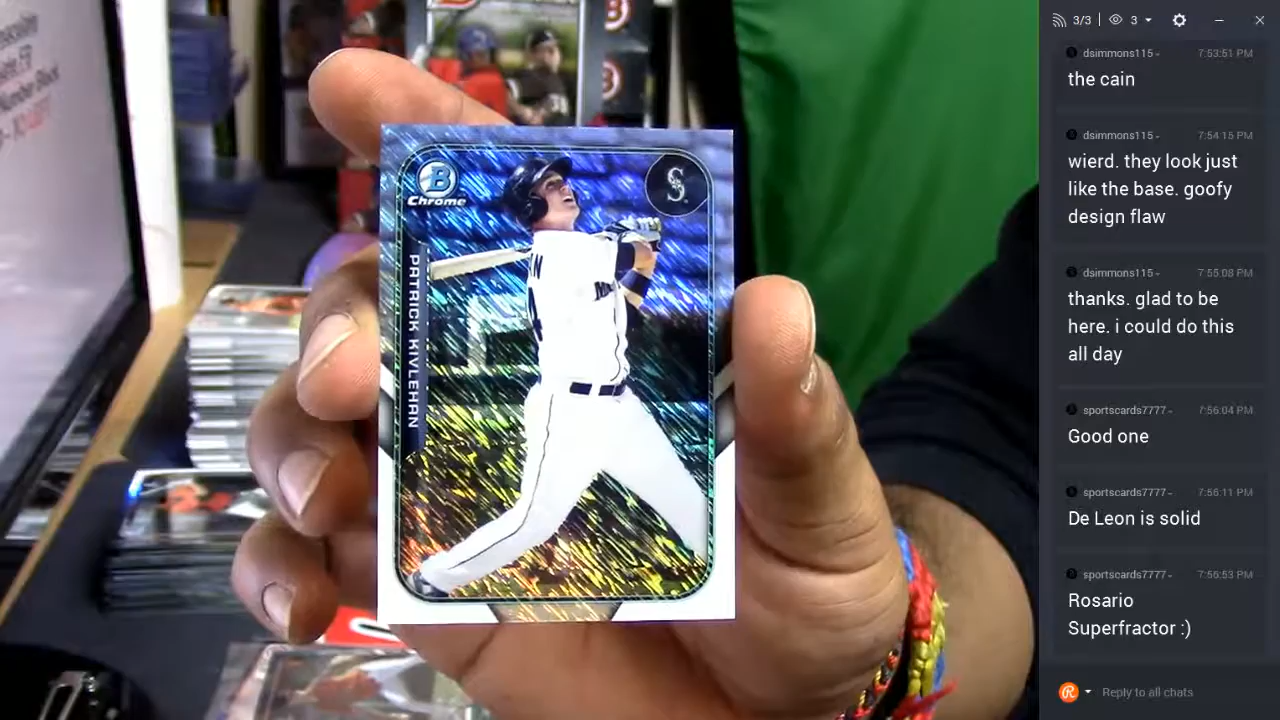 B
Chrome
S
PATRICK KIVLEHAN
3/3
3
dsimmons115
7:53:51 PM
the cain
dsimmons115
7:54:15 PM
wierd. they look just
like the base. goofy
design flaw
dsimmons115
7:55:08 PM
thanks. glad to be
here. i could do this
all day
sportscards7777
7:56:04 PM
Good one
sportscards7777
7:56:11 PM
De Leon is solid
sportscards7777
7:56:53 PM
Rosario
Superfractor :)
Reply to all chats